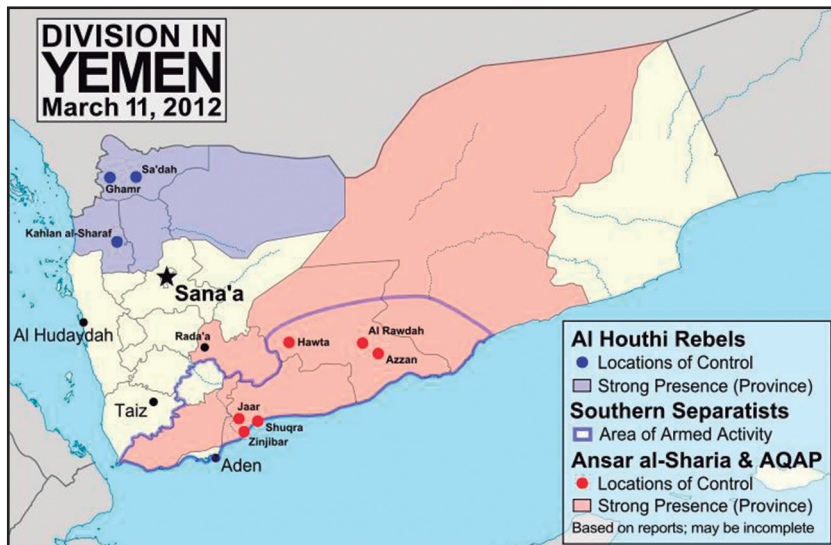 DIVISION IN
YEMEN
March 11, 2012
Sa'dah
Ghamr
Kahlan al-Sharaf
Sana'a
Al Hudaydah
Rada'a
Hawta
Al Rawdah
Azzan
Taiz
Jaar
Shuqra
Zinjibar
Aden
Al Houthi Rebels
Locations of Control
Strong Presence (Province)
Southern Separatists
Area of Armed Activity
Ansar al-Sharia & AQAP
Locations of Control
Strong Presence (Province)
Based on reports; may be incomplete